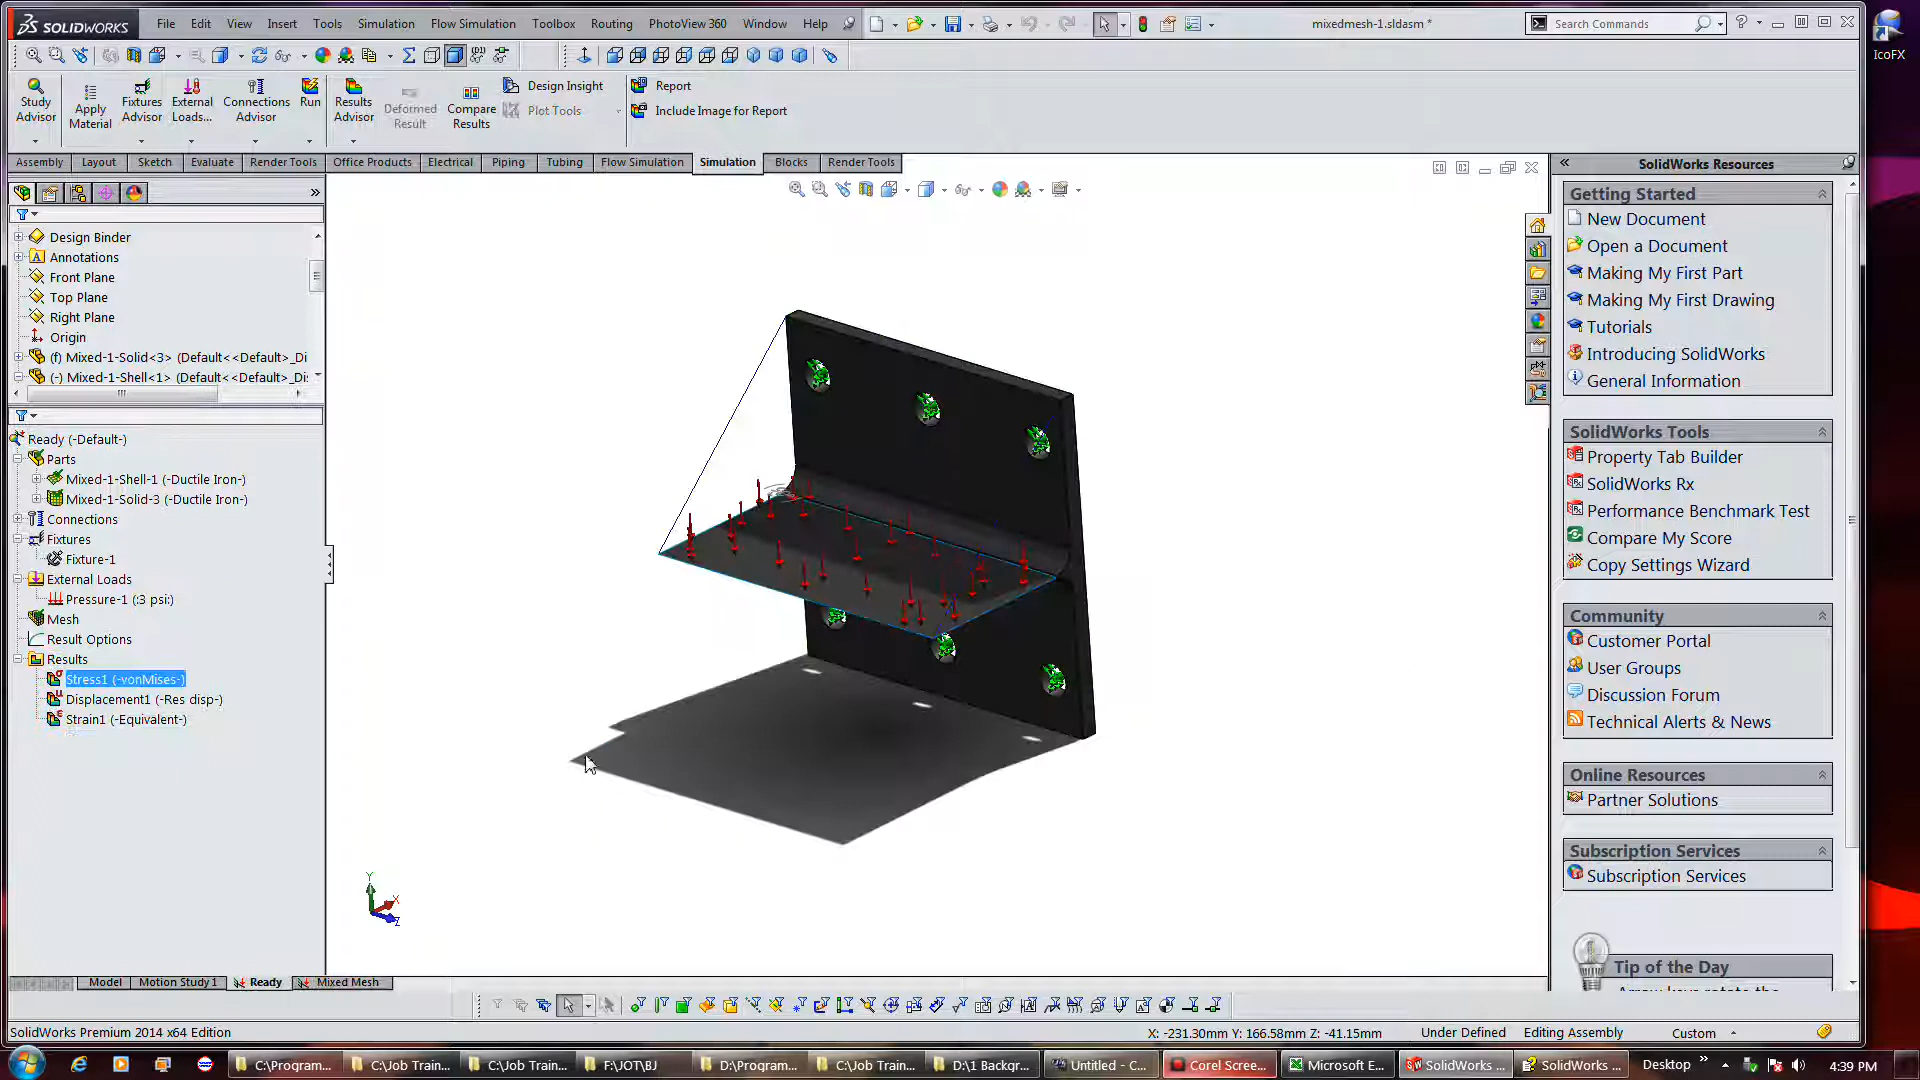 SOLIDWORKS File Edit View Insert Tools Simulation Flow Simulation Toolbox Routing PhotoView 360 Window Help mixedmesh-1.sldasm * Search Commands
IcoFX
Study Advisor
Apply Material
Fixtures Advisor
External Loads...
Connections Advisor
Run
Results Advisor
Deformed Result
Compare Results
Design Insight
Plot Tools
Report
Include Image for Report
Assembly Layout Sketch Evaluate Render Tools Office Products Electrical Piping Tubing Flow Simulation Simulation Blocks Render Tools
Design Binder
Annotations
Front Plane
Top Plane
Right Plane
Origin
(f) Mixed-1-Solid<3> (Default<<Default>_Di
(-) Mixed-1-Shell<1> (Default<<Default>_Di
Ready (-Default-)
Parts
Mixed-1-Shell-1 (-Ductile Iron-)
Mixed-1-Solid-3 (-Ductile Iron-)
Connections
Fixtures
Fixture-1
External Loads
Pressure-1 (:3 psi:)
Mesh
Result Options
Results
Stress1 (-vonMises-)
Displacement1 (-Res disp-)
Strain1 (-Equivalent-)
Y
X
Z
SolidWorks Resources
Getting Started
New Document
Open a Document
Making My First Part
Making My First Drawing
Tutorials
Introducing SolidWorks
General Information
SolidWorks Tools
Property Tab Builder
SolidWorks Rx
Performance Benchmark Test
Compare My Score
Copy Settings Wizard
Community
Customer Portal
User Groups
Discussion Forum
Technical Alerts & News
Online Resources
Partner Solutions
Subscription Services
Subscription Services
Tip of the Day
Model Motion Study 1 Ready Mixed Mesh
SolidWorks Premium 2014 x64 Edition X: -231.30mm Y: 166.58mm Z: -41.15mm Under Defined Editing Assembly Custom
C:\Program... C:\Job Train... C:\Job Train... F:\JOT\BJ D:\Program... C:\Job Train... D:\1 Backgr... Untitled - C... Corel Scree... Microsoft E... SolidWorks ... SolidWorks ... Desktop 4:39 PM